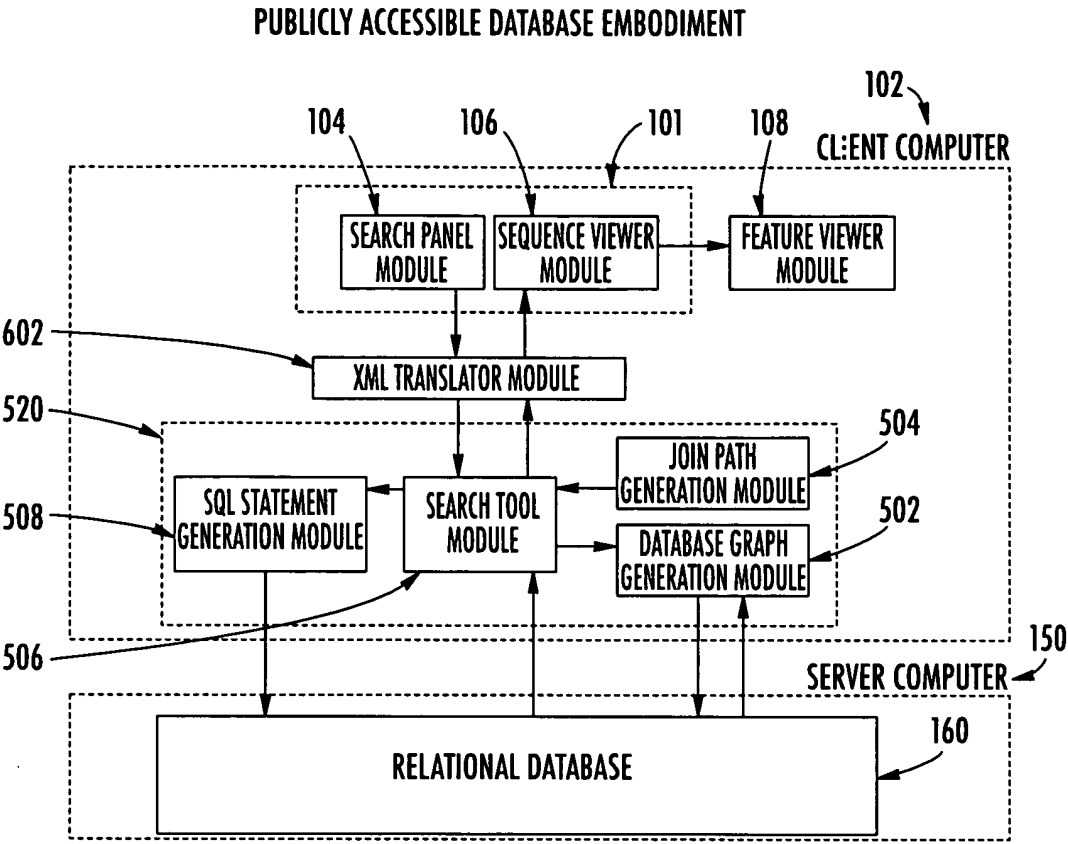 PUBLICLY ACCESSIBLE DATABASE EMBODIMENT
102
CLIENT COMPUTER
104
106
101
108
SEARCH PANEL
MODULE
SEQUENCE VIEWER
MODULE
FEATURE VIEWER
MODULE
602
XML TRANSLATOR MODULE
520
504
JOIN PATH
GENERATION MODULE
SQL STATEMENT
GENERATION MODULE
508
SEARCH TOOL
MODULE
502
DATABASE GRAPH
GENERATION MODULE
506
150
SERVER COMPUTER
160
RELATIONAL DATABASE